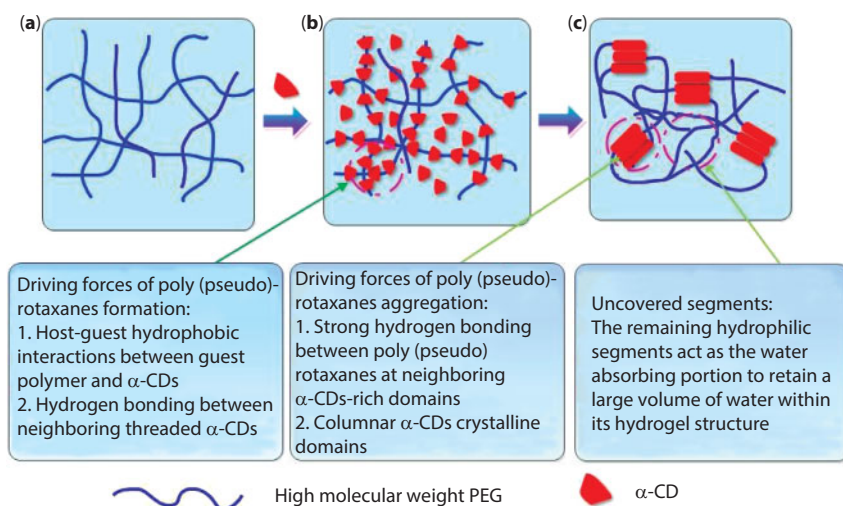 (a)
(b)
(c)
Driving forces of poly (pseudo)-
rotaxanes formation:
1. Host-guest hydrophobic
interactions between guest
polymer and α-CDs
2. Hydrogen bonding between
neighboring threaded α-CDs
Driving forces of poly (pseudo)-
rotaxanes aggregation:
1. Strong hydrogen bonding
between poly (pseudo)
rotaxanes at neighboring
α-CDs-rich domains
2. Columnar α-CDs crystalline
domains
Uncovered segments:
The remaining hydrophilic
segments act as the water
absorbing portion to retain a
large volume of water within
its hydrogel structure
High molecular weight PEG
α-CD